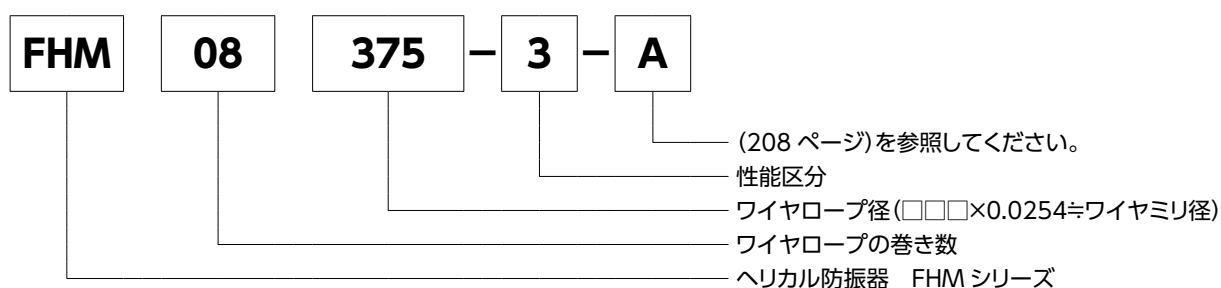 FHM 08 375 - 3 - A
(208 ページ)を参照してください。
性能区分
ワイヤロープ径(□□□×0.0254≒ワイヤミリ径)
ワイヤロープの巻き数
ヘリカル防振器　FHM シリーズ